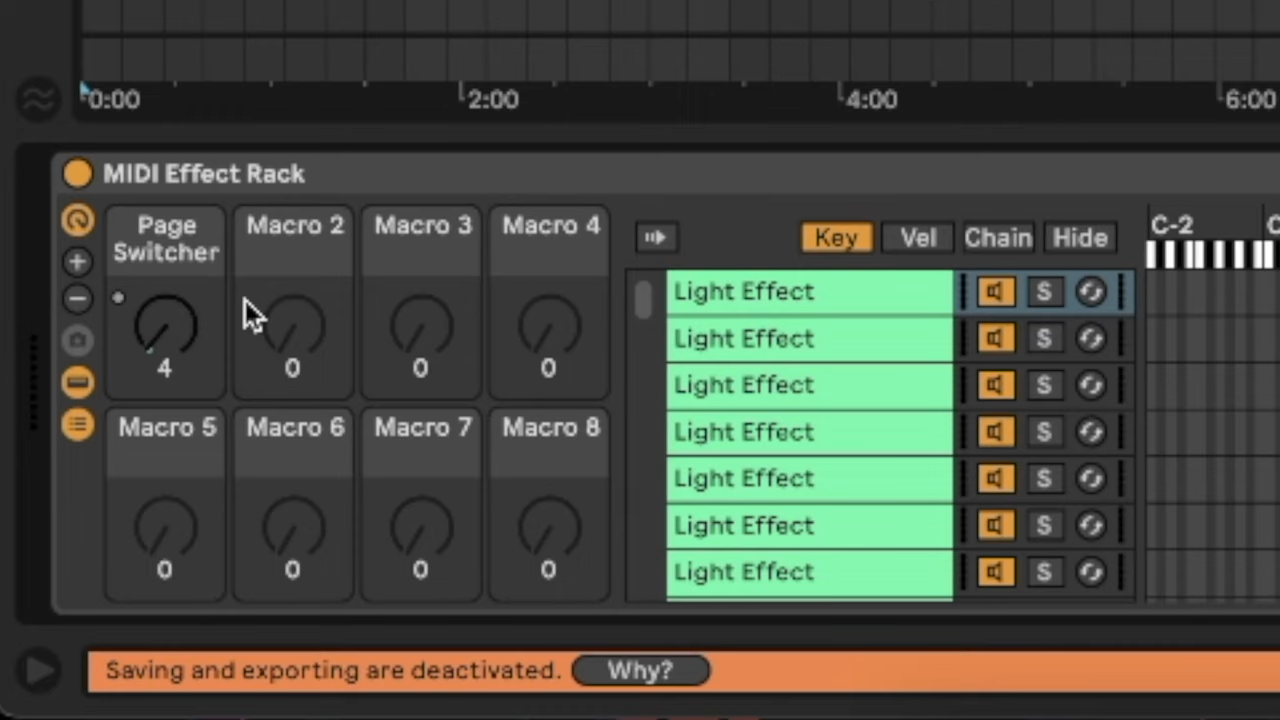 0:00 2:00 4:00 6:00
MIDI Effect Rack
Page Switcher Macro 2 Macro 3 Macro 4
4 0 0 0
Macro 5 Macro 6 Macro 7 Macro 8
0 0 0 0
Key Vel Chain Hide
C-2
Light Effect S
Light Effect S
Light Effect S
Light Effect S
Light Effect S
Light Effect S
Light Effect S
Saving and exporting are deactivated. Why?